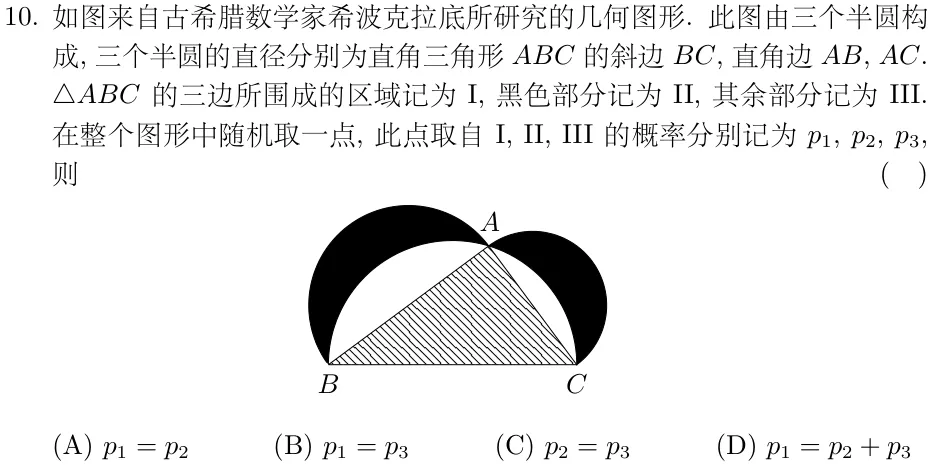 10. 如图来自古希腊数学家希波克拉底所研究的几何图形. 此图由三个半圆构
成, 三个半圆的直径分别为直角三角形 ABC 的斜边 BC, 直角边 AB, AC.
△ABC 的三边所围成的区域记为 I, 黑色部分记为 II, 其余部分记为 III.
在整个图形中随机取一点, 此点取自 I, II, III 的概率分别记为 p₁, p₂, p₃,
则 ( )
A
B C
(A) p₁ = p₂ (B) p₁ = p₃ (C) p₂ = p₃ (D) p₁ = p₂ + p₃